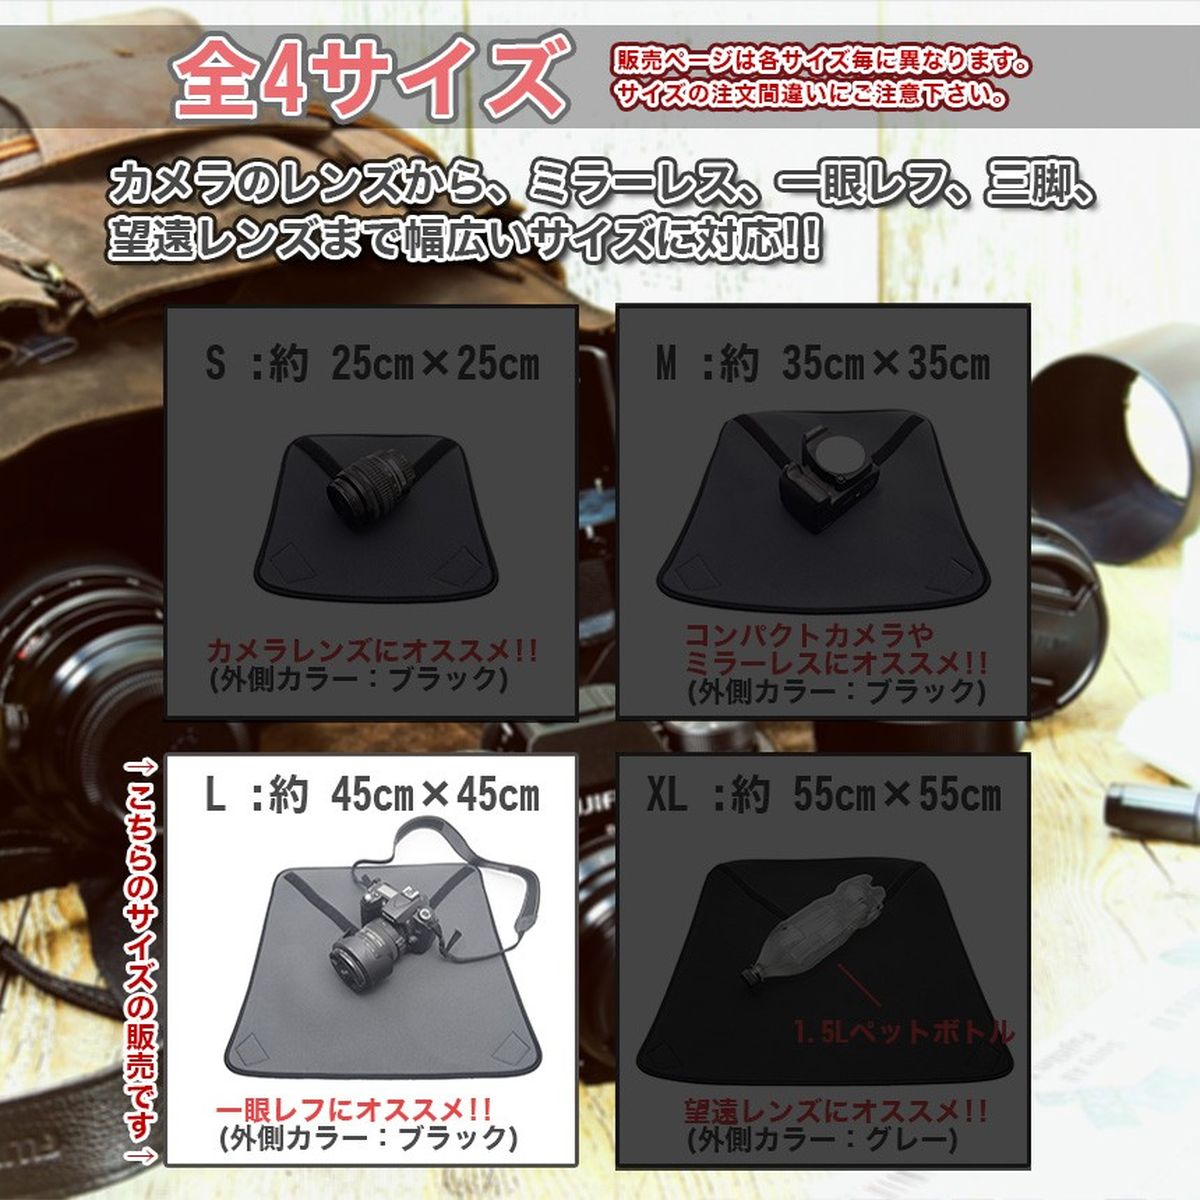 全4サイズ
販売ページは各サイズ毎に異なります。
サイズの注文間違いにご注意下さい。
カメラのレンズから、ミラーレス、一眼レフ、三脚、
望遠レンズまで幅広いサイズに対応!!
S :約 25cm×25cm
カメラレンズにオススメ!!
(外側カラー：ブラック)
M :約 35cm×35cm
コンパクトカメラや
ミラーレスにオススメ!!
(外側カラー：ブラック)
→こちらのサイズの販売です→
L :約 45cm×45cm
一眼レフにオススメ!!
(外側カラー：ブラック)
XL :約 55cm×55cm
1.5Lペットボトル
望遠レンズにオススメ!!
(外側カラー：グレー)